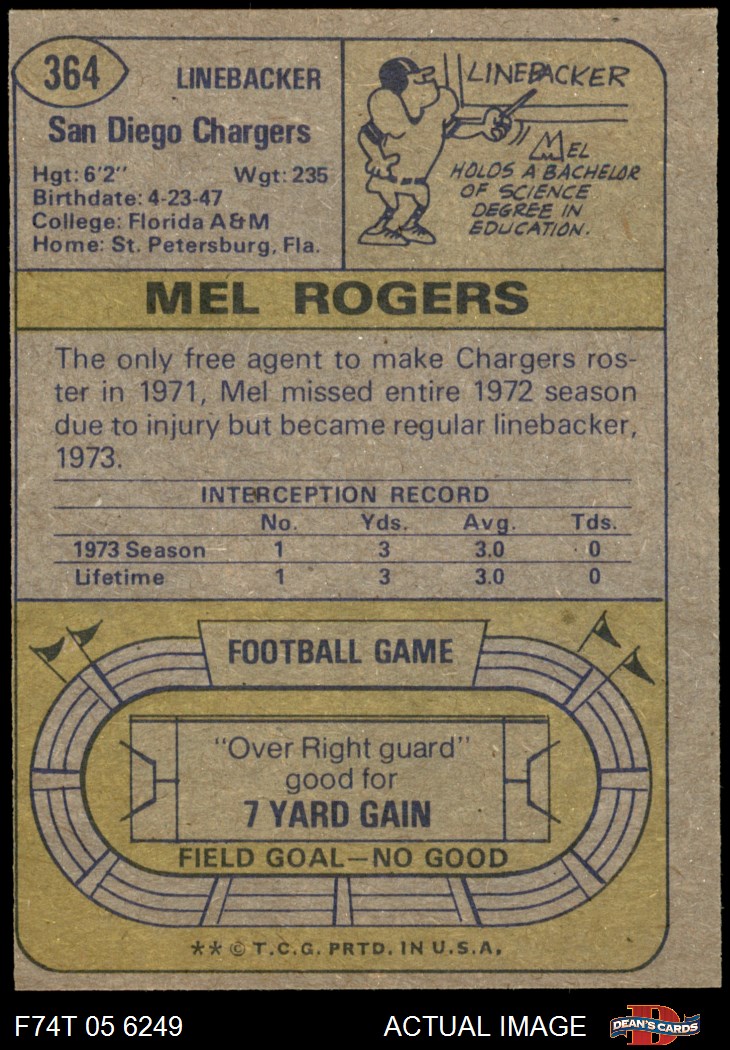 364
LINEBACKER
San Diego Chargers
Hgt: 6'2" Wgt: 235
Birthdate: 4-23-47
College: Florida A&M
Home: St. Petersburg, Fla.
LINEBACKER
MEL
HOLDS A BACHELOR
OF SCIENCE
DEGREE IN
EDUCATION.
MEL ROGERS
The only free agent to make Chargers ros-
ter in 1971, Mel missed entire 1972 season
due to injury but became regular linebacker,
1973.
INTERCEPTION RECORD
No. Yds. Avg. Tds.
1973 Season 1 3 3.0 0
Lifetime 1 3 3.0 0
FOOTBALL GAME
"Over Right guard"
good for
7 YARD GAIN
FIELD GOAL—NO GOOD
** © T.C.G. PRTD. IN U.S.A.
F74T 05 6249 ACTUAL IMAGE
D
DEAN'S CARDS